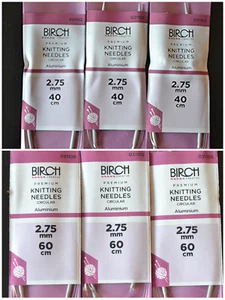 BIRCH
PREMIUM
KNITTING
NEEDLES
CIRCULAR
Aluminium
2.75
mm
40
cm
BIRCH
PREMIUM
KNITTING
NEEDLES
CIRCULAR
Aluminium
2.75
mm
40
cm
BIRCH
PREMIUM
KNITTING
NEEDLES
CIRCULAR
Aluminium
2.75
mm
40
cm
BIRCH
PREMIUM
KNITTING
NEEDLES
CIRCULAR
Aluminium
2.75
mm
60
cm
BIRCH
PREMIUM
KNITTING
NEEDLES
CIRCULAR
Aluminium
2.75
mm
60
cm
BIRCH
PREMIUM
KNITTING
NEEDLES
CIRCULAR
Aluminium
2.75
mm
60
cm